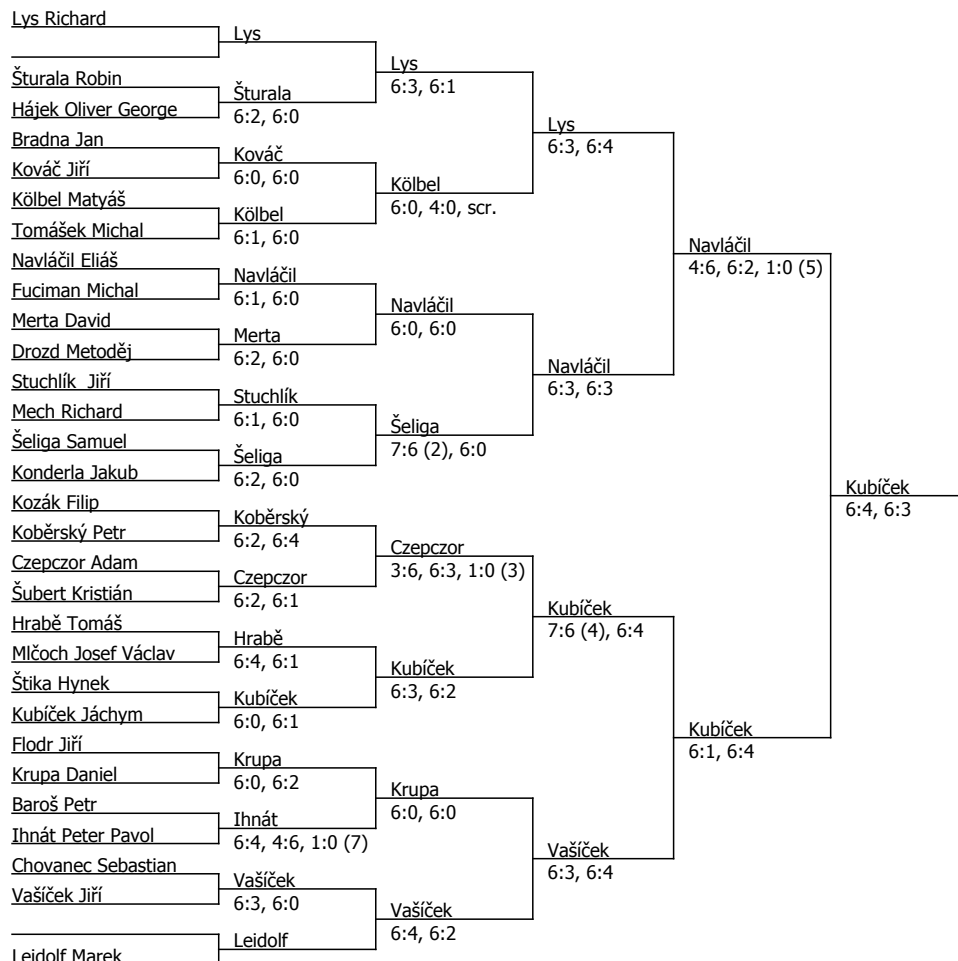 Lys Richard
Šturala Robin
Hájek Oliver George
Bradna Jan
Kováč Jiří
Kölbel Matyáš
Tomášek Michal
Navláčil Eliáš
Fuciman Michal
Merta David
Drozd Metoděj
Stuchlík  Jiří
Mech Richard
Šeliga Samuel
Konderla Jakub
Kozák Filip
Koběrský Petr
Czepczor Adam
Šubert Kristián
Hrabě Tomáš
Mlčoch Josef Václav
Štika Hynek
Kubíček Jáchym
Flodr Jiří
Krupa Daniel
Baroš Petr
Ihnát Peter Pavol
Chovanec Sebastian
Vašíček Jiří
Leidolf Marek
Lys
Šturala
6:2, 6:0
Kováč
6:0, 6:0
Kölbel
6:1, 6:0
Navláčil
6:1, 6:0
Merta
6:2, 6:0
Stuchlík
6:1, 6:0
Šeliga
6:2, 6:0
Koběrský
6:2, 6:4
Czepczor
6:2, 6:1
Hrabě
6:4, 6:1
Kubíček
6:0, 6:1
Krupa
6:0, 6:2
Ihnát
6:4, 4:6, 1:0 (7)
Vašíček
6:3, 6:0
Leidolf
Lys
6:3, 6:1
Kölbel
6:0, 4:0, scr.
Navláčil
6:0, 6:0
Šeliga
7:6 (2), 6:0
Czepczor
3:6, 6:3, 1:0 (3)
Kubíček
6:3, 6:2
Krupa
6:0, 6:0
Vašíček
6:4, 6:2
Lys
6:3, 6:4
Navláčil
6:3, 6:3
Kubíček
7:6 (4), 6:4
Vašíček
6:3, 6:4
Navláčil
4:6, 6:2, 1:0 (5)
Kubíček
6:1, 6:4
Kubíček
6:4, 6:3